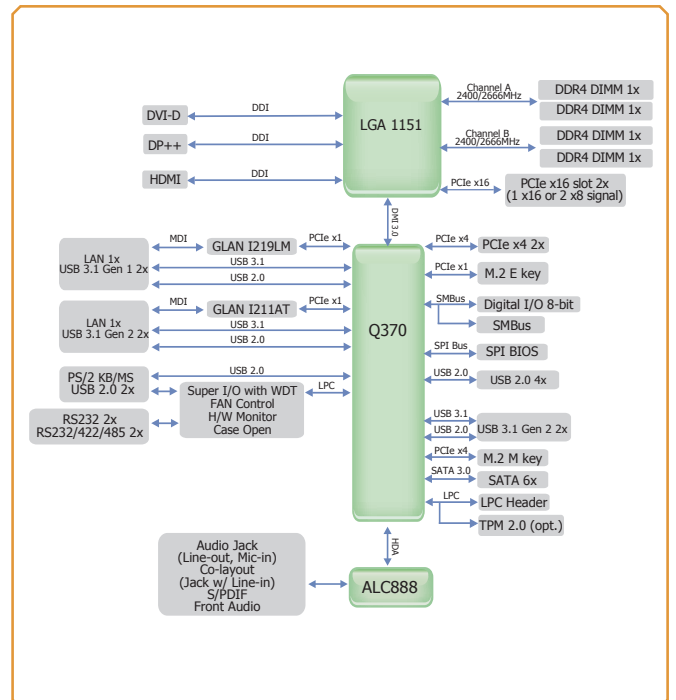 LGA 1151
DVI-D
DDI
DP++
DDI
HDMI
DDI
Channel A
2400/2666MHz
DDR4 DIMM 1x
DDR4 DIMM 1x
Channel B
2400/2666MHz
DDR4 DIMM 1x
DDR4 DIMM 1x
PCIe x16
PCIe x16 slot 2x
(1 x16 or 2 x8 signal)
DMI 3.0
Q370
LAN 1x
USB 3.1 Gen 1 2x
MDI
GLAN I219LM
PCIe x1
USB 3.1
USB 2.0
LAN 1x
USB 3.1 Gen 2 2x
MDI
GLAN I211AT
PCIe x1
USB 3.1
USB 2.0
PS/2 KB/MS
USB 2.0 2x
USB 2.0
Super I/O with WDT
FAN Control
H/W Monitor
Case Open
LPC
RS232 2x
RS232/422/485 2x
PCIe x4
PCIe x4 2x
PCIe x1
M.2 E key
SMBus
Digital I/O 8-bit
SMBus
SPI Bus
SPI BIOS
USB 2.0
USB 2.0 4x
USB 3.1
USB 2.0
USB 3.1 Gen 2 2x
PCIe x4
M.2 M key
SATA 3.0
SATA 6x
LPC
LPC Header
TPM 2.0 (opt.)
HDA
ALC888
Audio Jack
(Line-out, Mic-in)
Co-layout
(Jack w/ Line-in)
S/PDIF
Front Audio